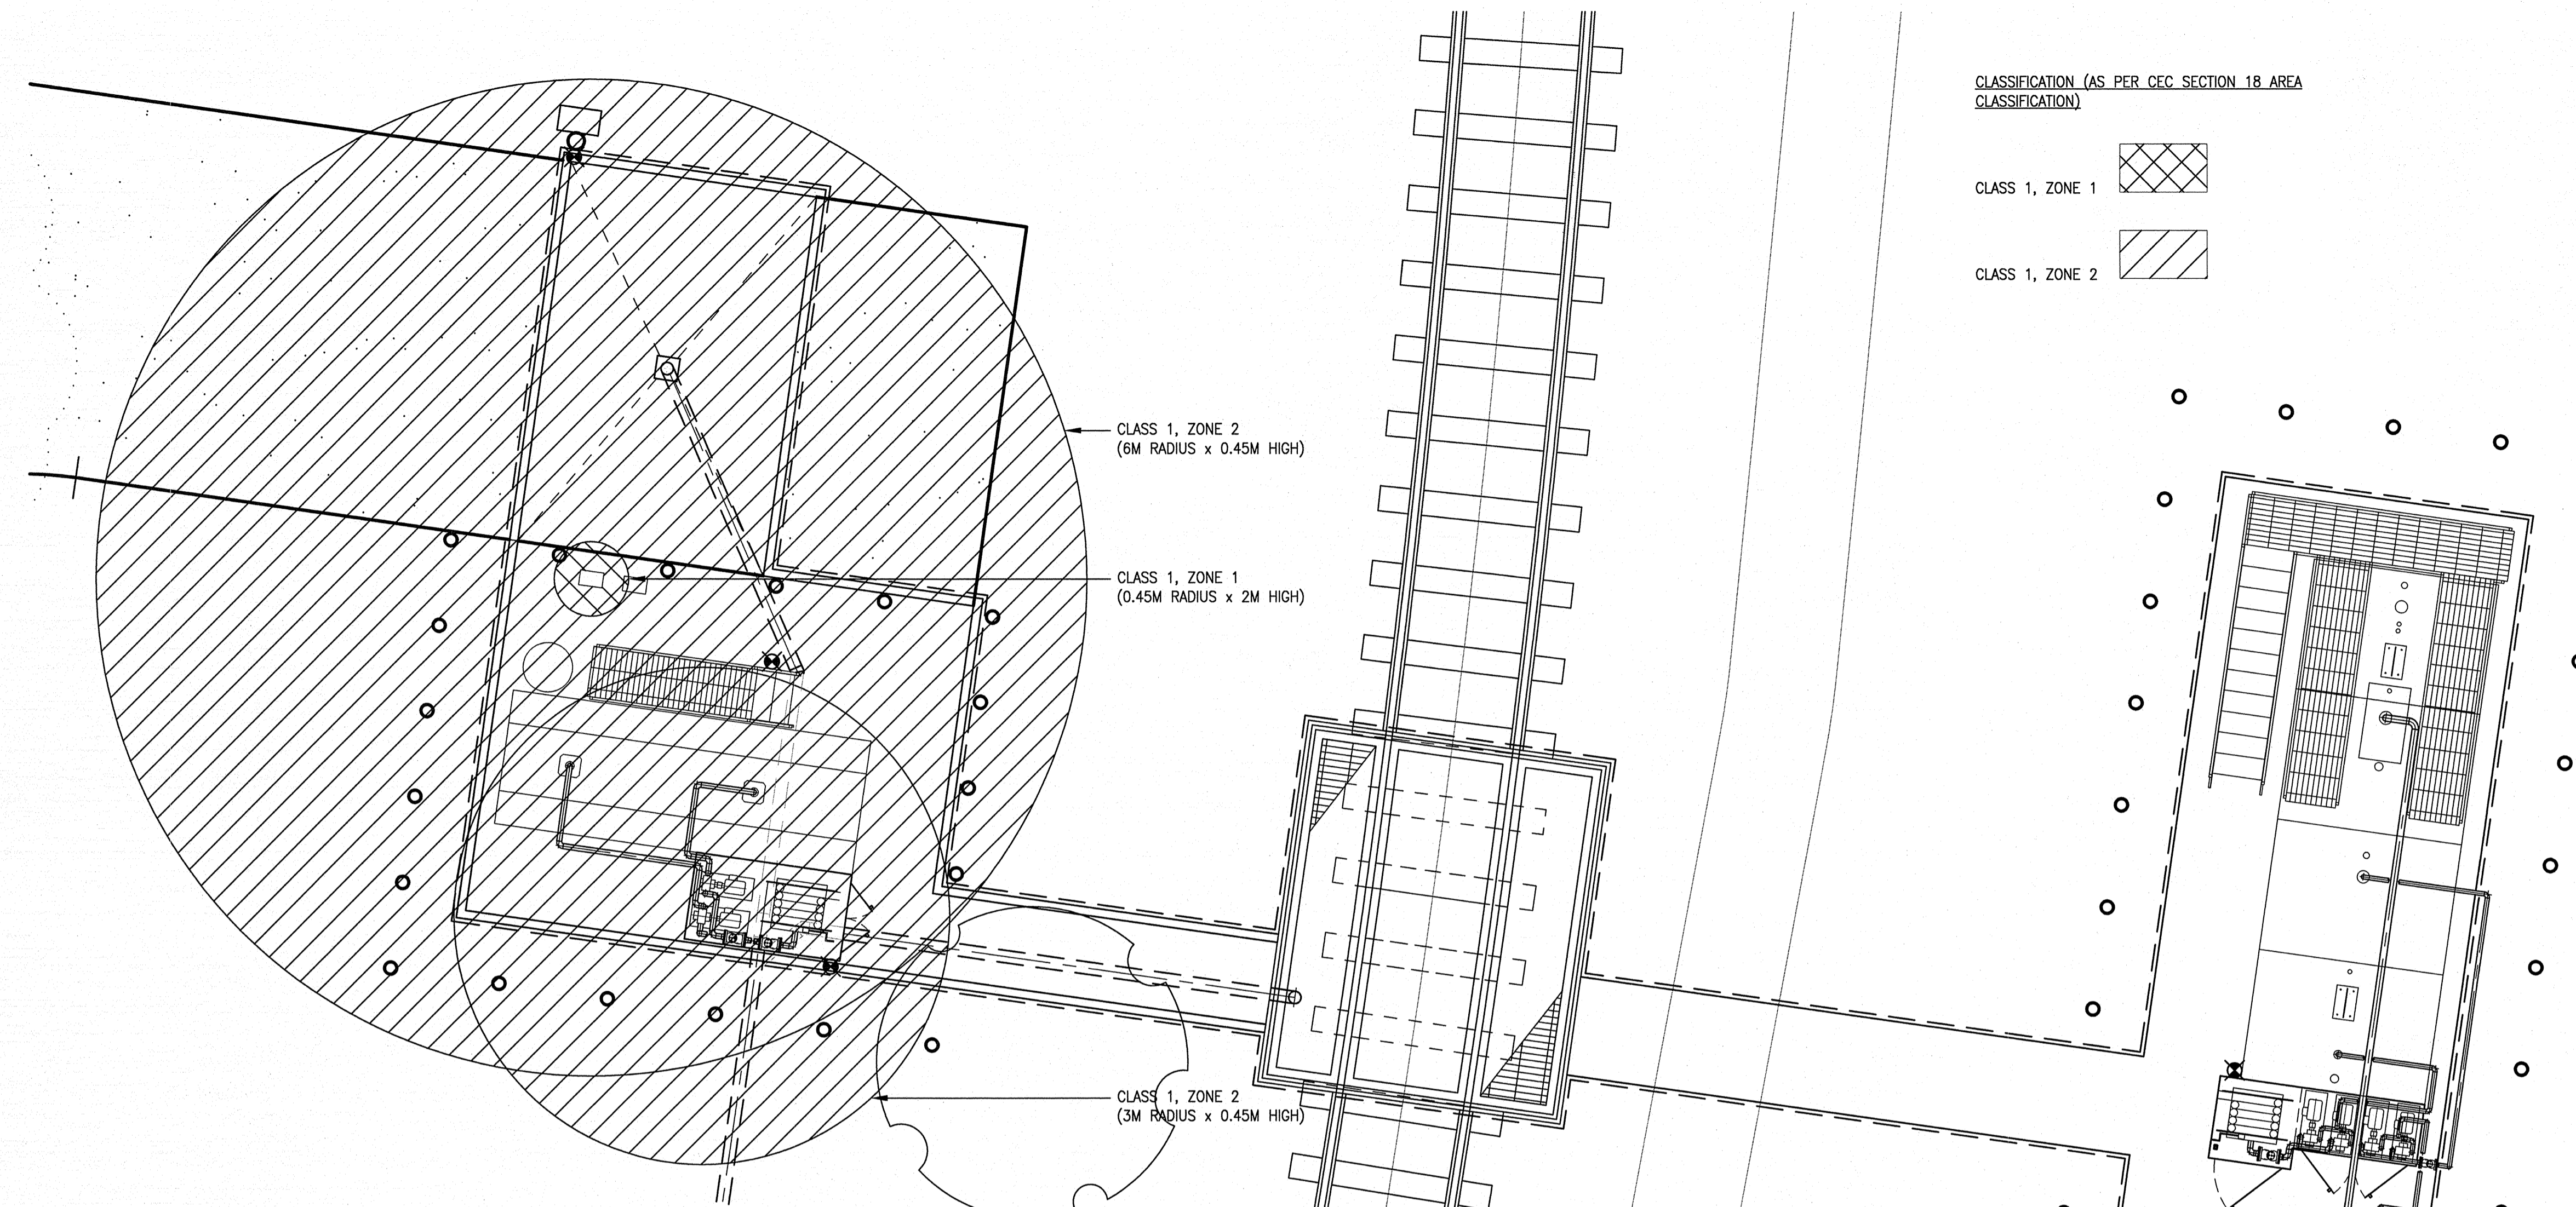 CLASSIFICATION (AS PER CEC SECTION 18 AREA
CLASSIFICATION)
CLASS 1, ZONE 1
CLASS 1, ZONE 2
CLASS 1, ZONE 2
(6M RADIUS x 0.45M HIGH)
CLASS 1, ZONE 1
(0.45M RADIUS x 2M HIGH)
CLASS 1, ZONE 2
(3M RADIUS x 0.45M HIGH)